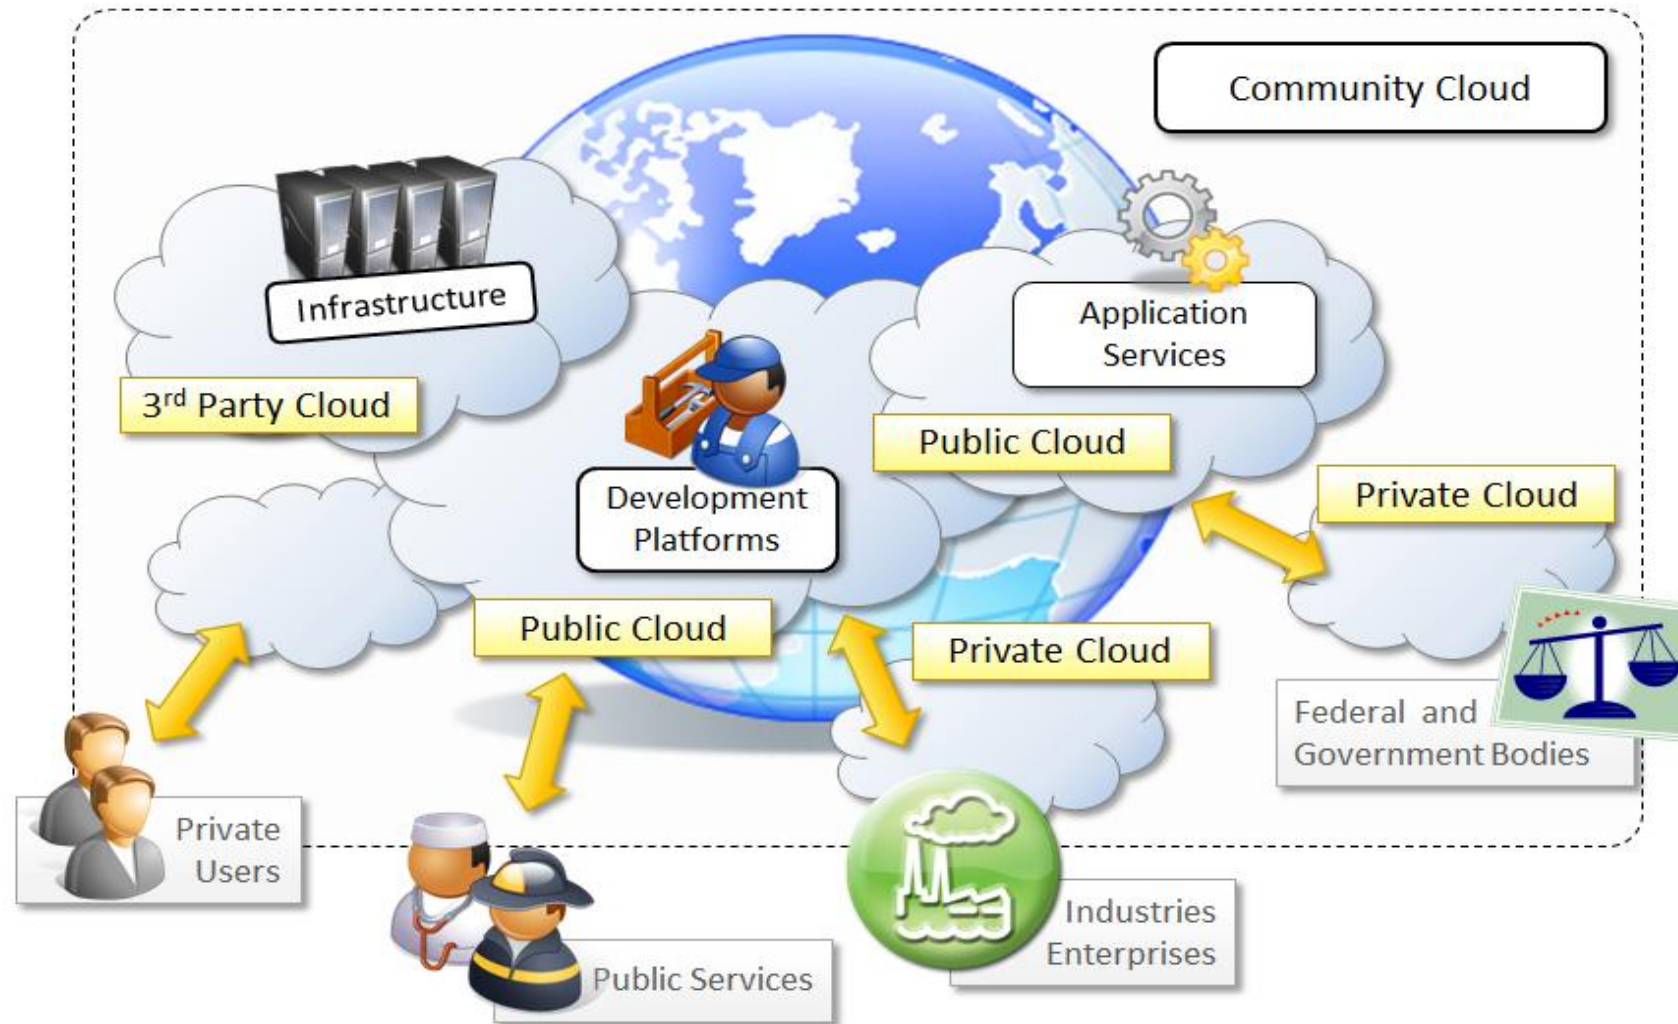 Community Cloud
Infrastructure
3rd Party Cloud
Application
Services
Public Cloud
Development
Platforms
Private Cloud
Public Cloud
Private Cloud
Federal and
Government Bodies
Private
Users
Public Services
Industries
Enterprises